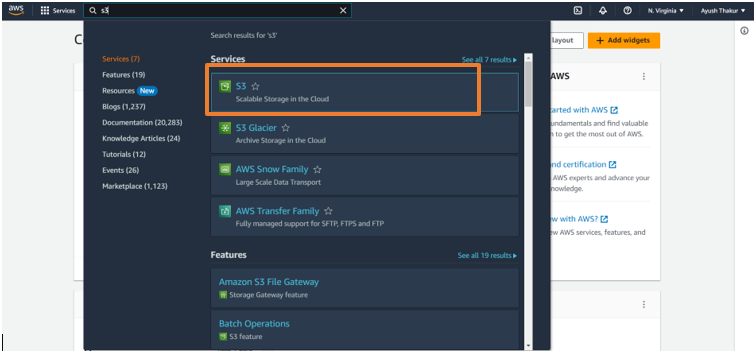 aws
Services
s3
N. Virginia
Ayush Thakur
C
layout
+ Add widgets
Search results for 's3'
Services (7)
Features (19)
Resources New
Blogs (1,237)
Documentation (20,283)
Knowledge Articles (24)
Tutorials (12)
Events (26)
Marketplace (1,123)
Services
See all 7 results
S3
Scalable Storage in the Cloud
S3 Glacier
Archive Storage in the Cloud
AWS Snow Family
Large Scale Data Transport
AWS Transfer Family
Fully managed support for SFTP, FTPS and FTP
Features
See all 19 results
Amazon S3 File Gateway
Storage Gateway feature
Batch Operations
S3 feature
AWS
tarted with AWS
undamentals and find valuable
n to get the most out of AWS.
nd certification
AWS experts and advance your
nowledge.
w with AWS?
ew AWS services, features, and